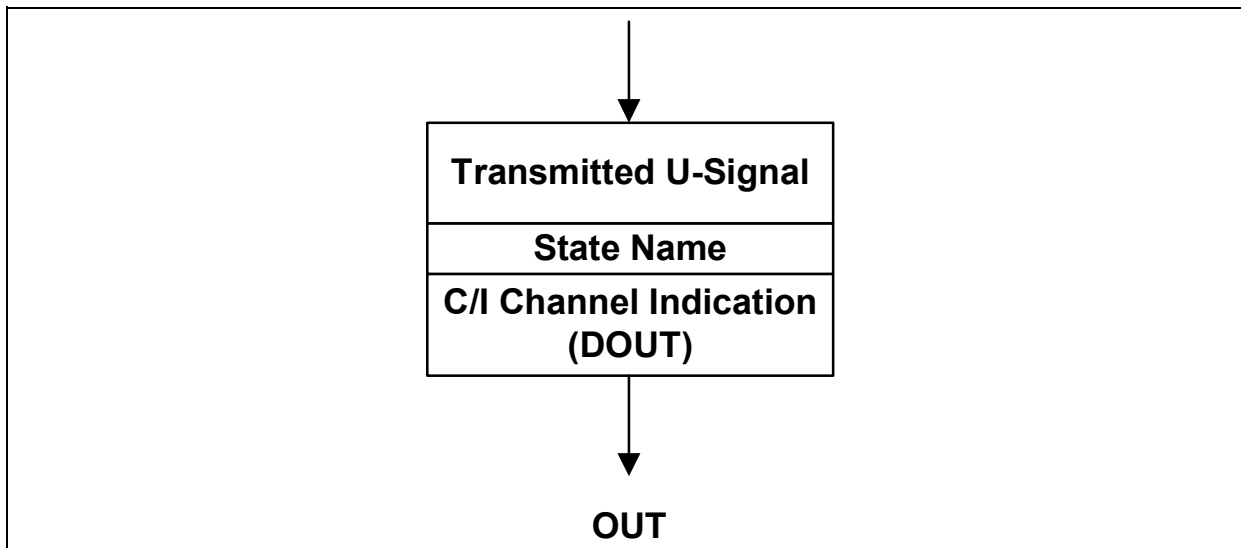 Transmitted U-Signal
State Name
C/I Channel Indication
(DOUT)
OUT